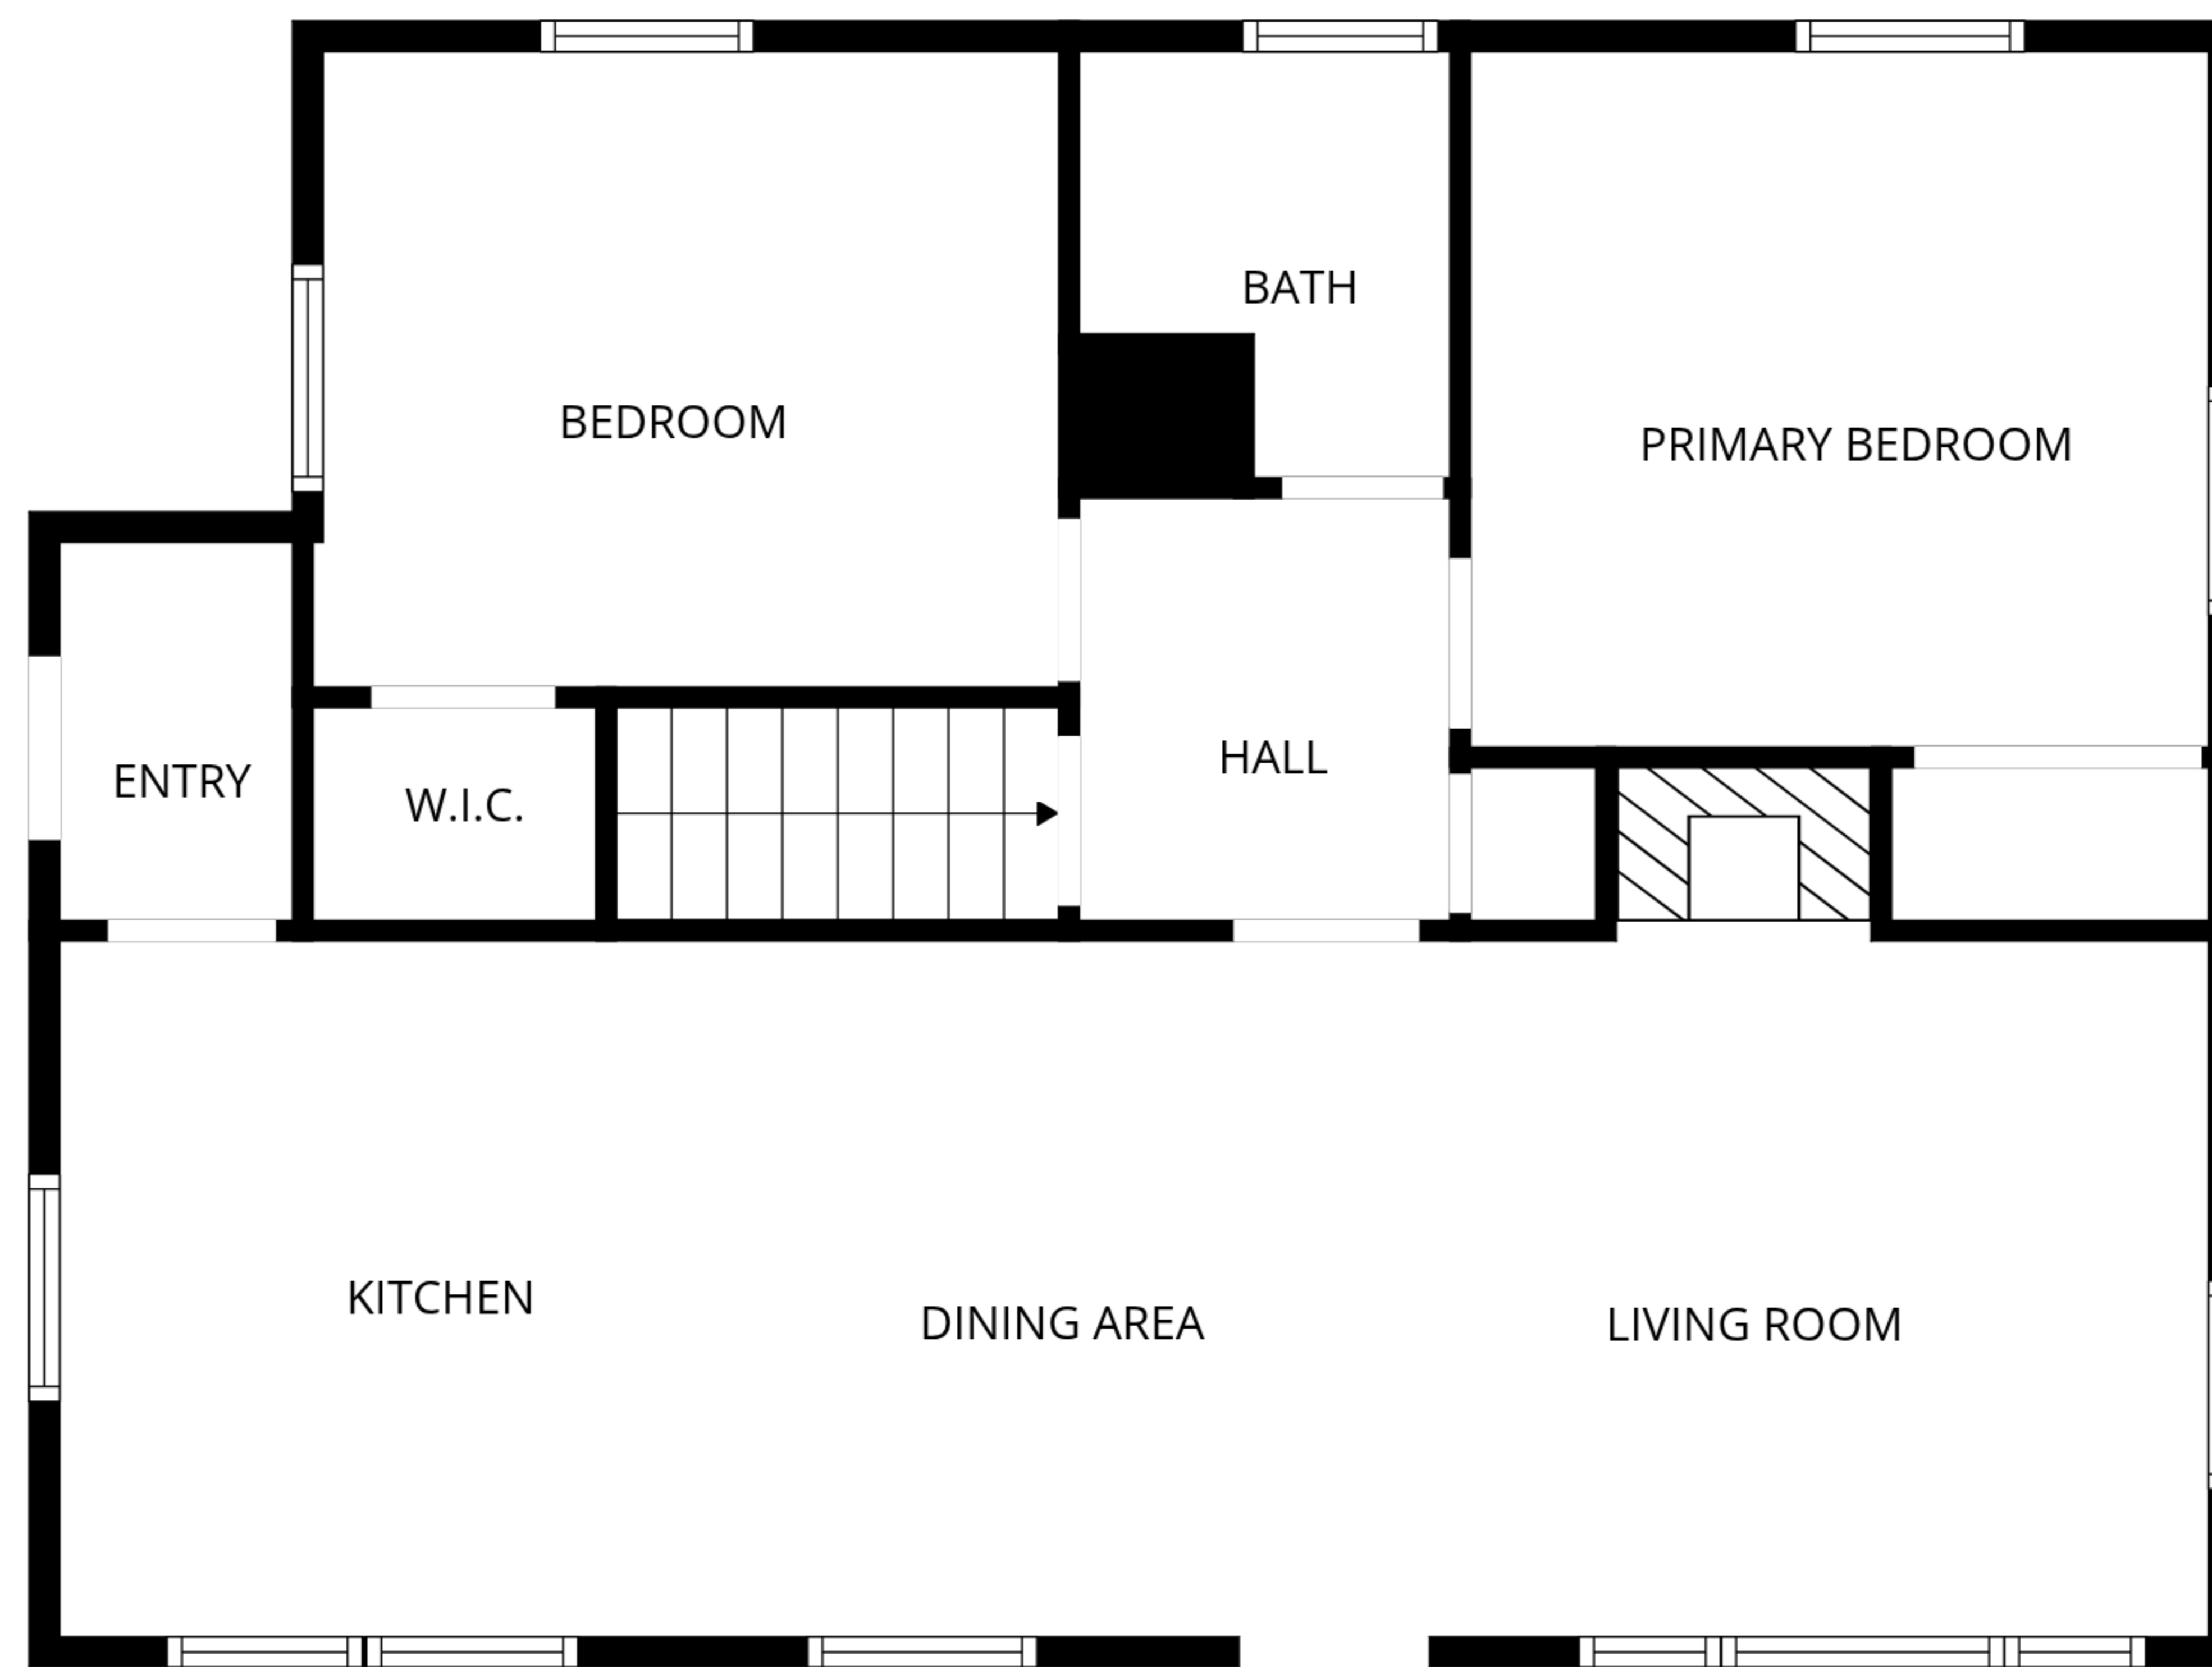 BATH
BEDROOM
PRIMARY BEDROOM
ENTRY
W.I.C.
HALL
KITCHEN
DINING AREA
LIVING ROOM